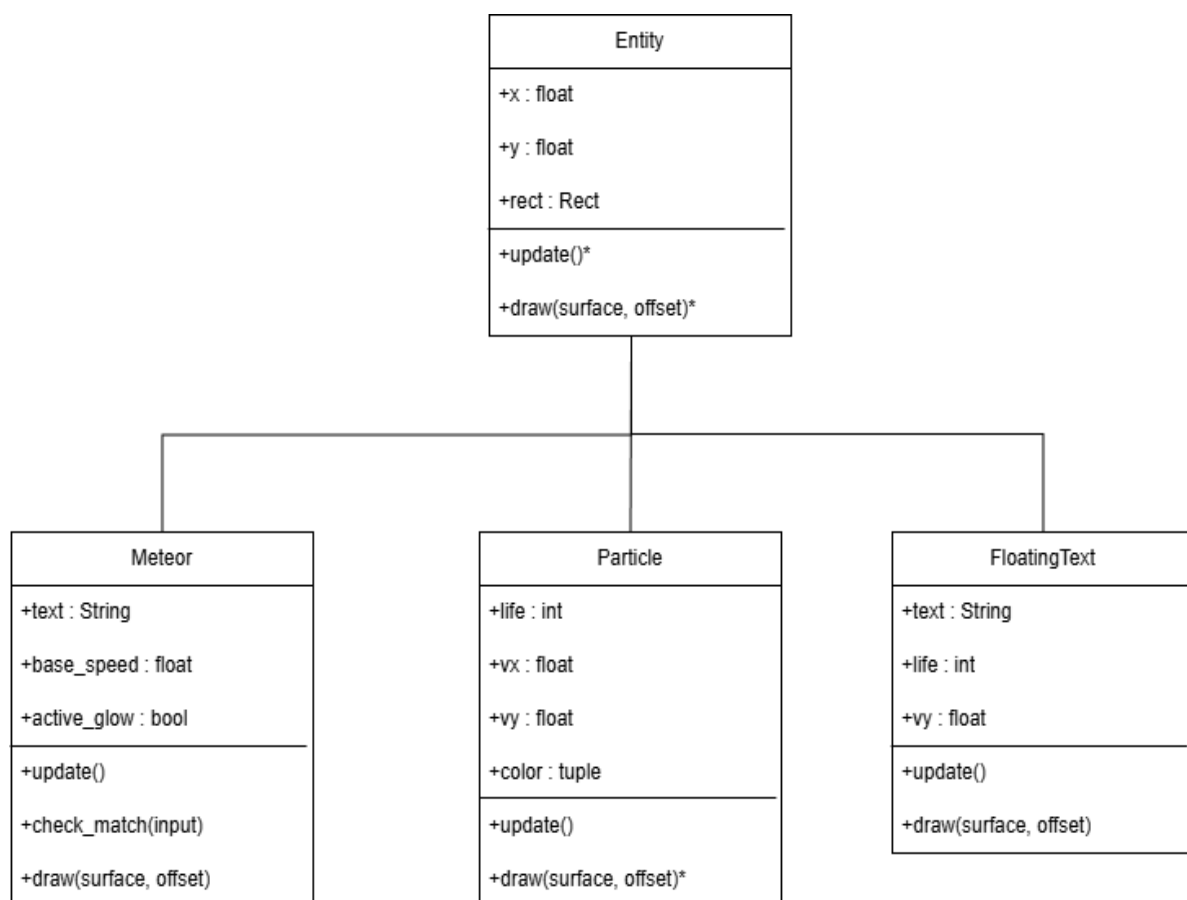 Entity
+x : float
+y : float
+rect : Rect
+update()*
+draw(surface, offset)*
Meteor
+text : String
+base_speed : float
+active_glow : bool
+update()
+check_match(input)
+draw(surface, offset)
Particle
+life : int
+vx : float
+vy : float
+color : tuple
+update()
+draw(surface, offset)*
FloatingText
+text : String
+life : int
+vy : float
+update()
+draw(surface, offset)